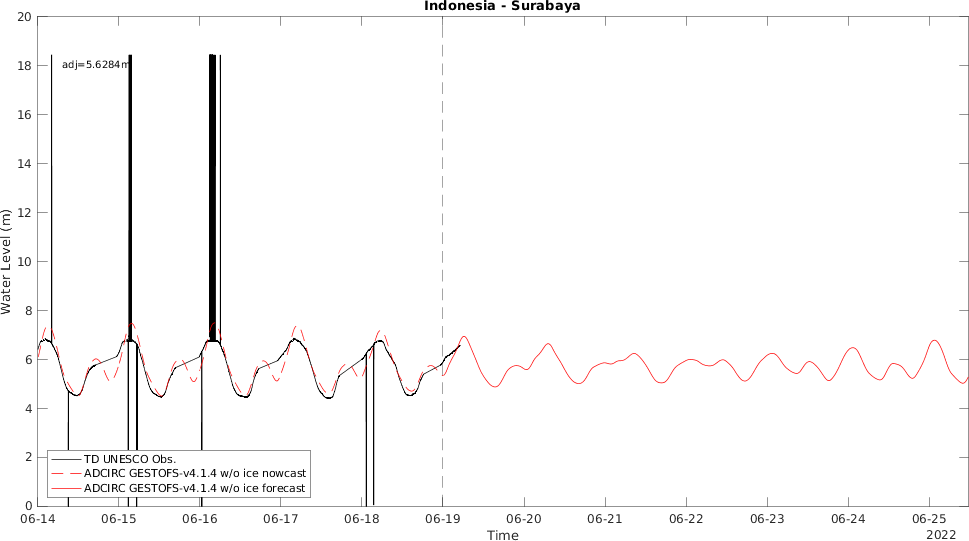 Indonesia - Surabaya
20
18
16
14
12
10
8
6
4
2
0
Water Level (m)
adj=5.6284m
TD UNESCO Obs.
ADCIRC GESTOFS-v4.1.4 w/o ice nowcast
ADCIRC GESTOFS-v4.1.4 w/o ice forecast
06-14 06-15 06-16 06-17 06-18 06-19 06-20 06-21 06-22 06-23 06-24 06-25
Time
2022